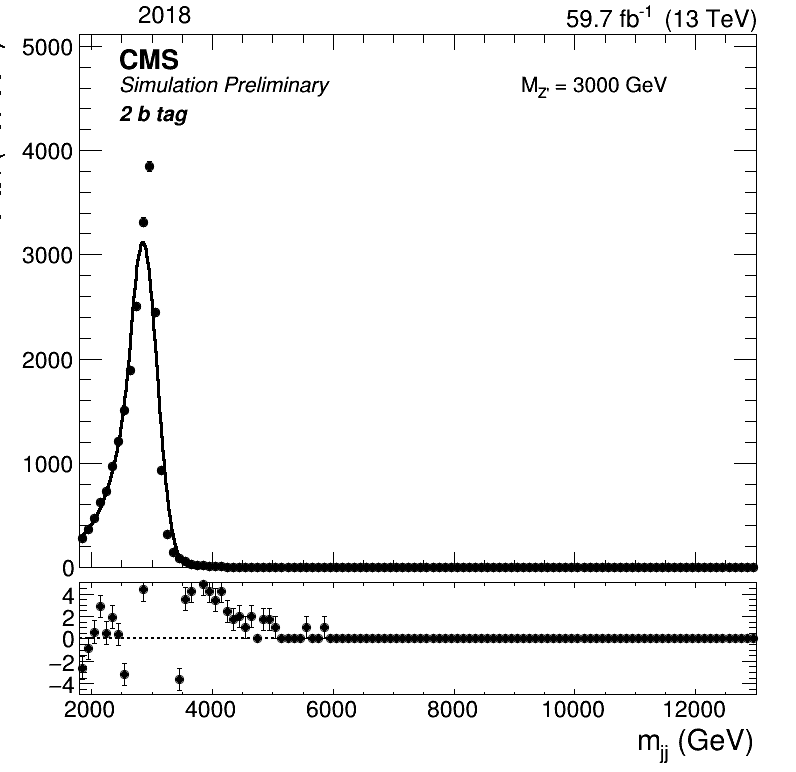 2018
59.7 fb⁻¹ (13 TeV)
CMS
Simulation Preliminary
2 b tag
M_Z' = 3000 GeV
5000
4000
3000
2000
1000
0
4
2
0
−2
−4
2000 4000 6000 8000 10000 12000
m_jj (GeV)